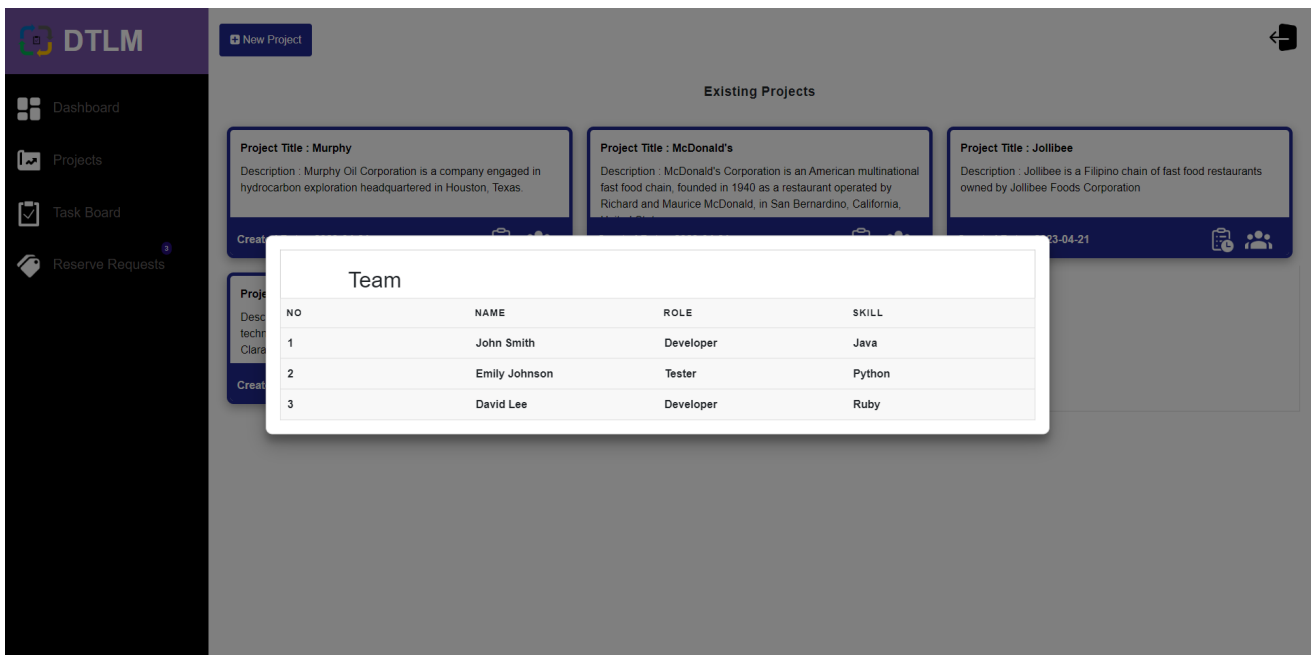 DTLM
New Project
Existing Projects
Dashboard
Projects
Task Board
3
Reserve Requests
Project Title : Murphy
Description : Murphy Oil Corporation is a company engaged in
hydrocarbon exploration headquartered in Houston, Texas.
Project Title : McDonald's
Description : McDonald's Corporation is an American multinational
fast food chain, founded in 1940 as a restaurant operated by
Richard and Maurice McDonald, in San Bernardino, California,
Project Title : Jollibee
Description : Jollibee is a Filipino chain of fast food restaurants
owned by Jollibee Foods Corporation
23-04-21
Team
NO NAME ROLE SKILL
1 John Smith Developer Java
2 Emily Johnson Tester Python
3 David Lee Developer Ruby